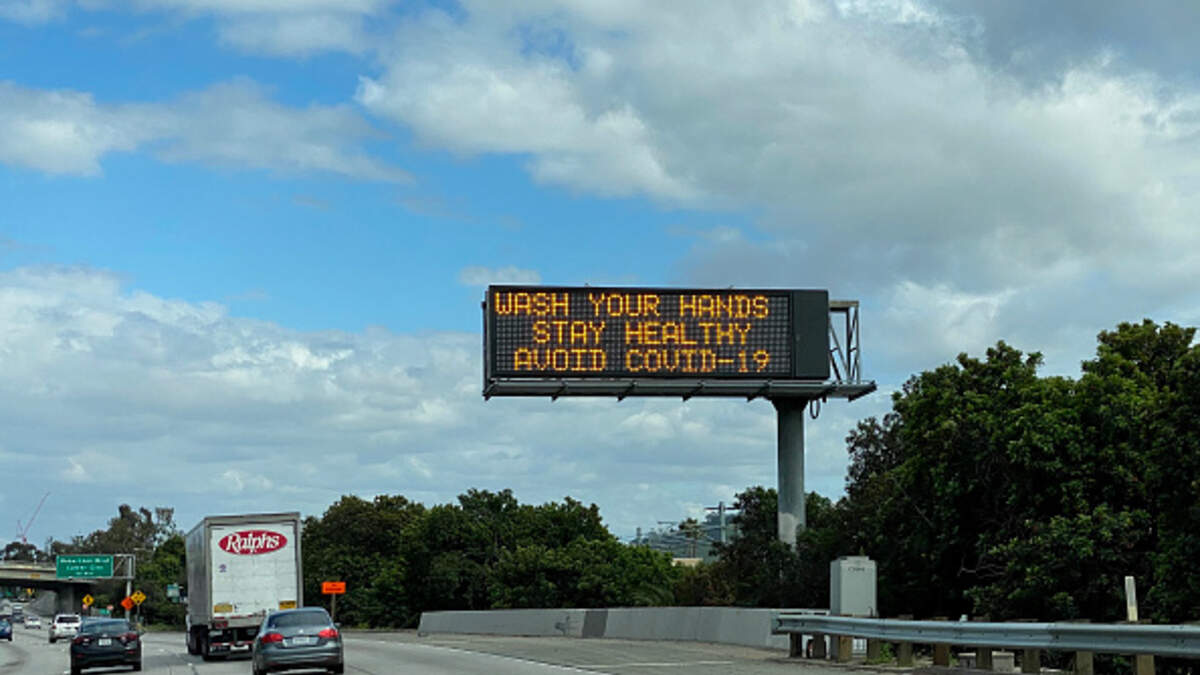 WASH YOUR HANDS
STAY HEALTHY
AVOID COVID-19
Ralphs